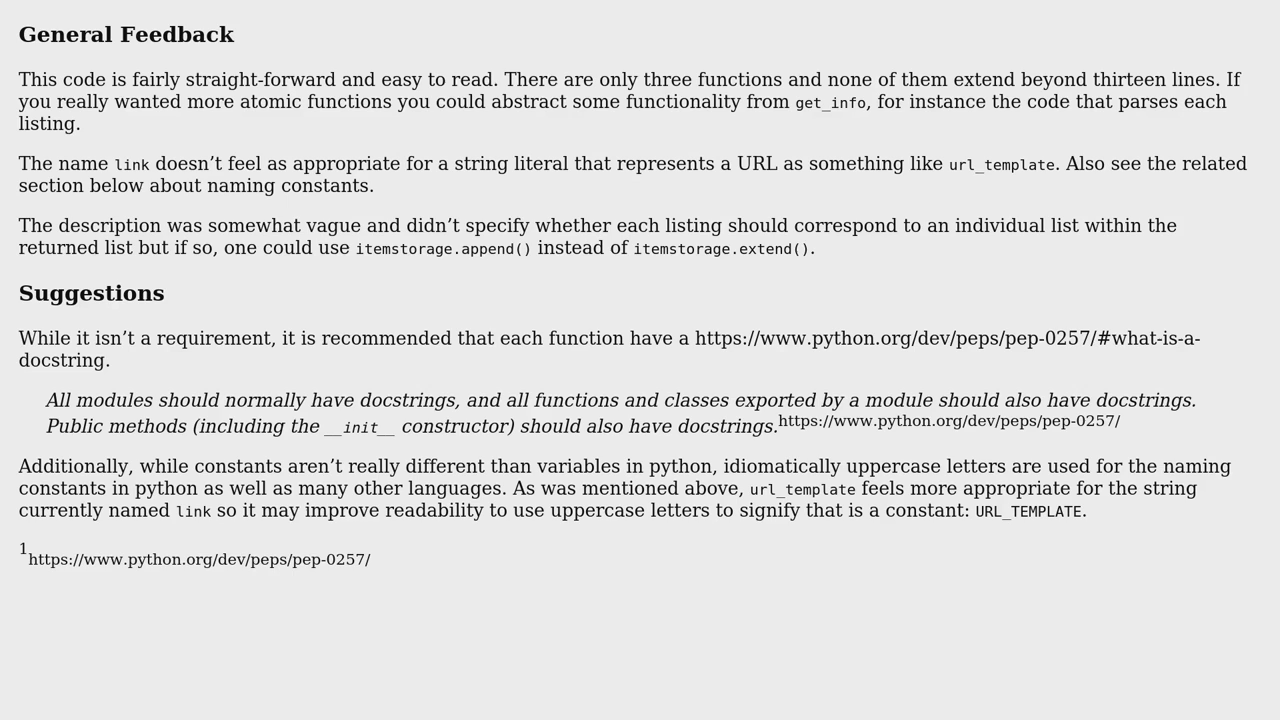 General Feedback
This code is fairly straight-forward and easy to read. There are only three functions and none of them extend beyond thirteen lines. If
you really wanted more atomic functions you could abstract some functionality from get_info, for instance the code that parses each
listing.
The name link doesn’t feel as appropriate for a string literal that represents a URL as something like url_template. Also see the related
section below about naming constants.
The description was somewhat vague and didn’t specify whether each listing should correspond to an individual list within the
returned list but if so, one could use itemstorage.append() instead of itemstorage.extend().
Suggestions
While it isn’t a requirement, it is recommended that each function have a https://www.python.org/dev/peps/pep-0257/#what-is-a-
docstring.
All modules should normally have docstrings, and all functions and classes exported by a module should also have docstrings.
Public methods (including the __init__ constructor) should also have docstrings.https://www.python.org/dev/peps/pep-0257/
Additionally, while constants aren’t really different than variables in python, idiomatically uppercase letters are used for the naming
constants in python as well as many other languages. As was mentioned above, url_template feels more appropriate for the string
currently named link so it may improve readability to use uppercase letters to signify that is a constant: URL_TEMPLATE.
1https://www.python.org/dev/peps/pep-0257/